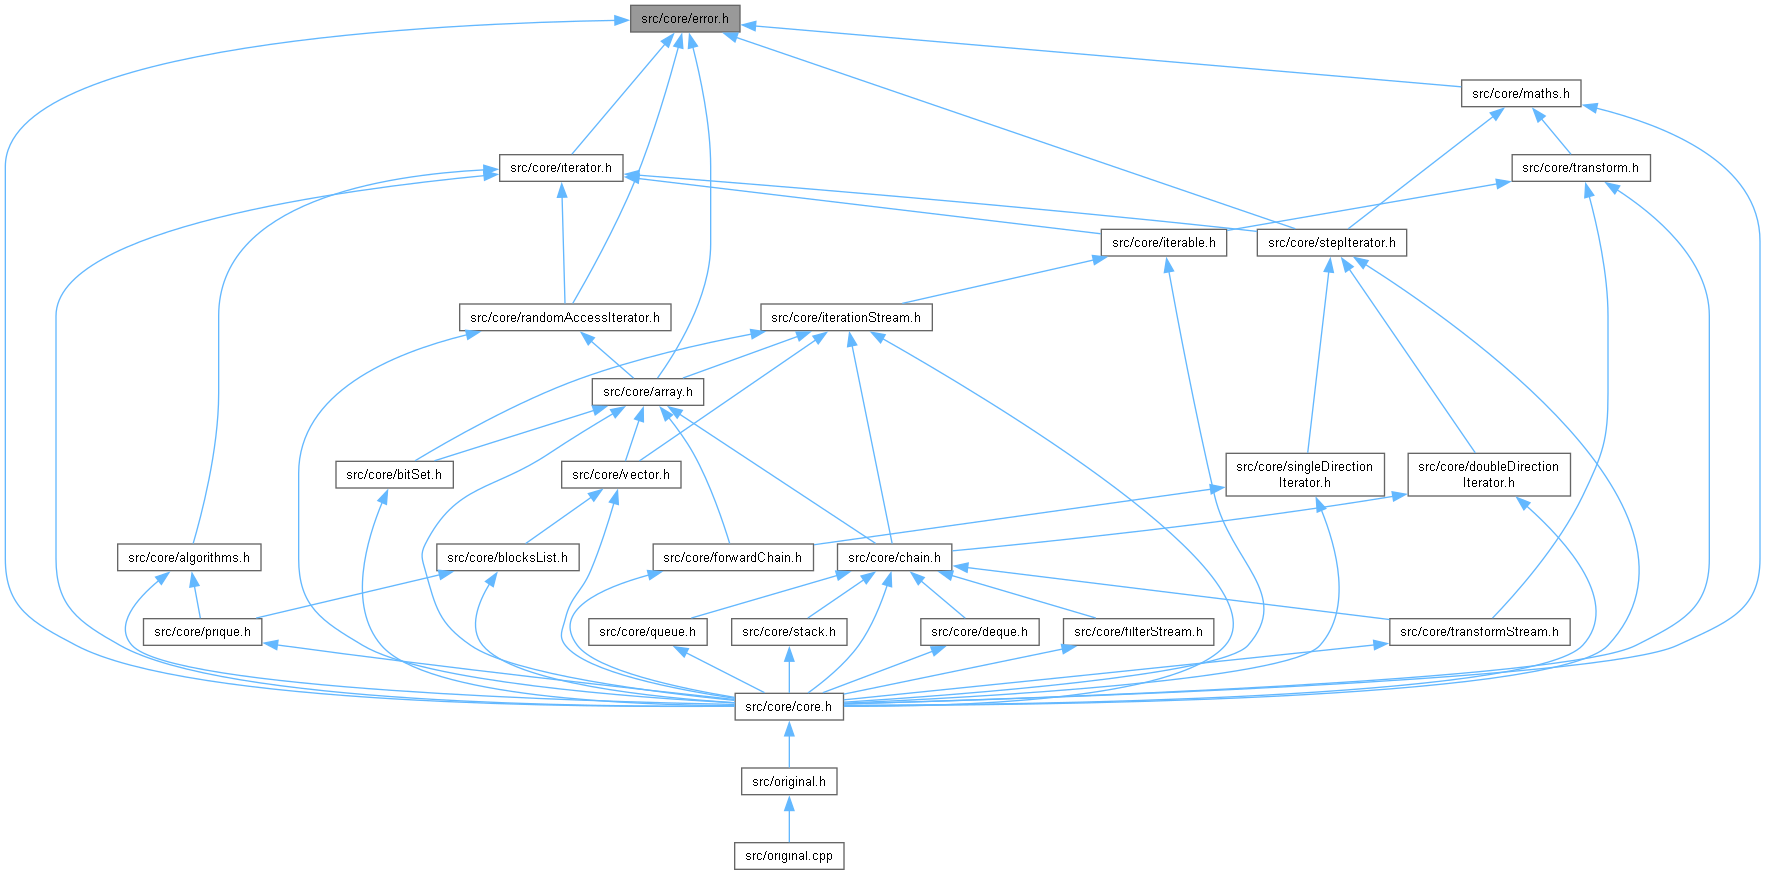 src/core/error.h
src/core/maths.h
src/core/iterator.h
src/core/transform.h
src/core/iterable.h
src/core/stepIterator.h
src/core/randomAccessIterator.h
src/core/iterationStream.h
src/core/array.h
src/core/bitSet.h
src/core/vector.h
src/core/singleDirection
Iterator.h
src/core/doubleDirection
Iterator.h
src/core/algorithms.h
src/core/blocksList.h
src/core/forwardChain.h
src/core/chain.h
src/core/prique.h
src/core/queue.h
src/core/stack.h
src/core/deque.h
src/core/filterStream.h
src/core/transformStream.h
src/core/core.h
src/original.h
src/original.cpp